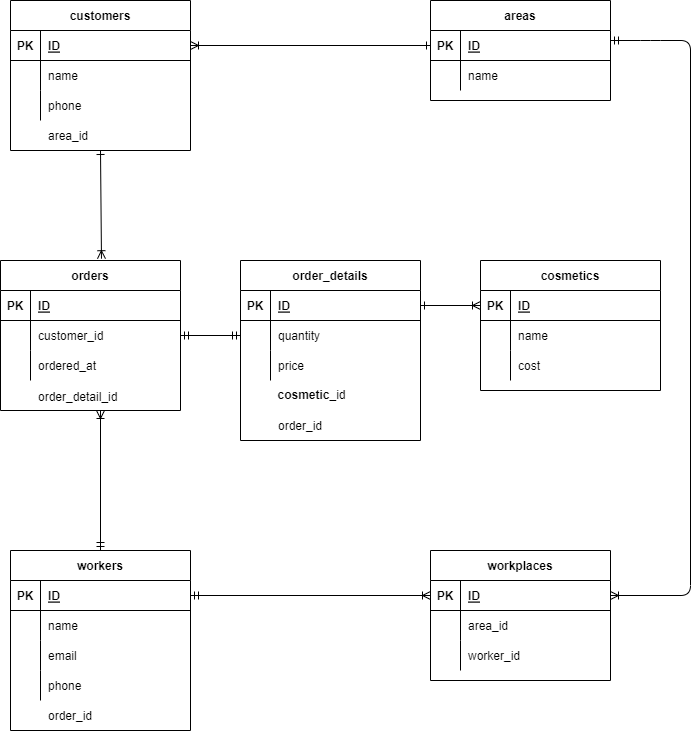 customers
PK ID
name
phone
area_id
areas
PK ID
name
orders
PK ID
customer_id
ordered_at
order_detail_id
order_details
PK ID
quantity
price
cosmetic_id
order_id
cosmetics
PK ID
name
cost
workers
PK ID
name
email
phone
order_id
workplaces
PK ID
area_id
worker_id